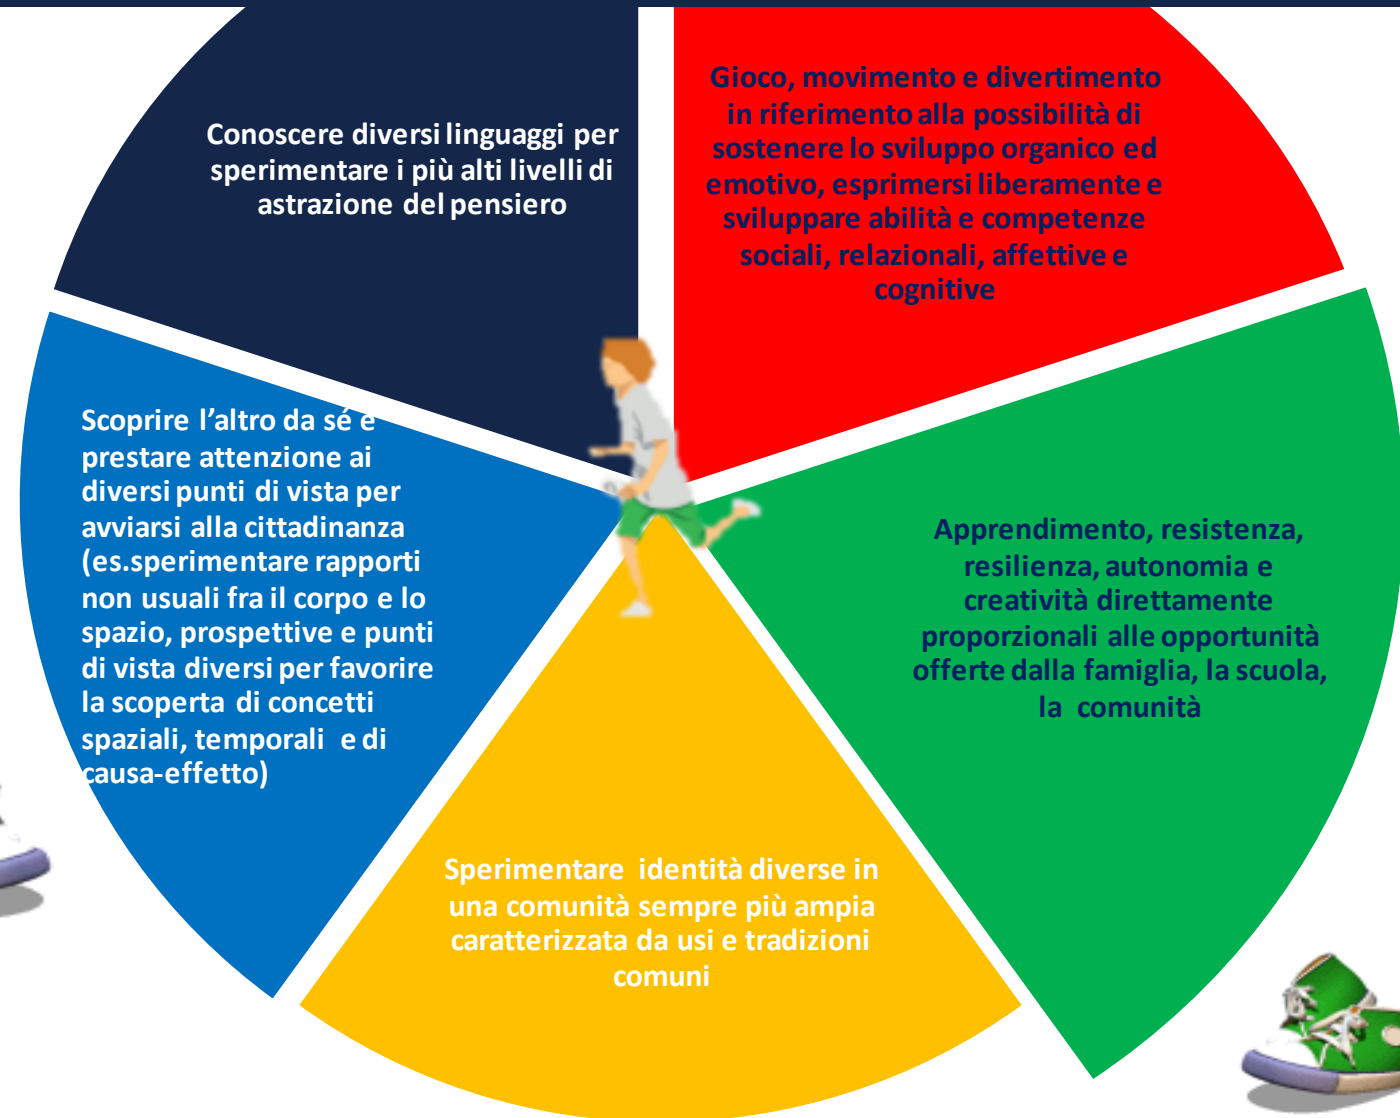 Conoscere diversi linguaggi per
sperimentare i più alti livelli di
astrazione del pensiero
Gioco, movimento e divertimento
in riferimento alla possibilità di
sostenere lo sviluppo organico ed
emotivo, esprimersi liberamente e
sviluppare abilità e competenze
sociali, relazionali, affettive e
cognitive
Scoprire l’altro da sé e
prestare attenzione ai
diversi punti di vista per
avviarsi alla cittadinanza
(es.sperimentare rapporti
non usuali fra il corpo e lo
spazio, prospettive e punti
di vista diversi per favorire
la scoperta di concetti
spaziali, temporali e di
causa-effetto)
Apprendimento, resistenza,
resilienza, autonomia e
creatività direttamente
proporzionali alle opportunità
offerte dalla famiglia, la scuola,
la comunità
Sperimentare identità diverse in
una comunità sempre più ampia
caratterizzata da usi e tradizioni
comuni